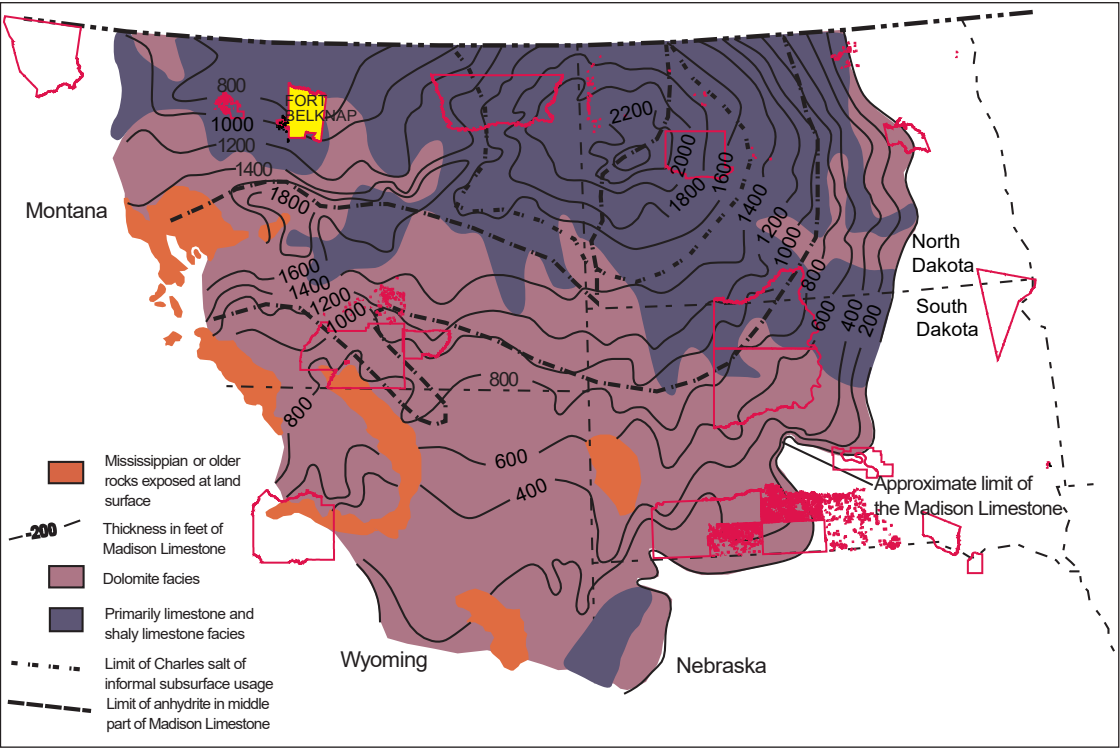 800
FORT
BELKNAP
1000
1200
1400
1800
Montana
2200
2000
1600
1800
1400
1200
1000
800
600
400
200
North
Dakota
South
Dakota
1600
1400
1200
1000
800
800
600
400
Approximate limit of
the Madison Limestone
Mississippian or older
rocks exposed at land
surface
200
Thickness in feet of
Madison Limestone
Dolomite facies
Primarily limestone and
shaly limestone facies
Limit of Charles salt of
informal subsurface usage
Limit of anhydrite in middle
part of Madison Limestone
Wyoming
Nebraska